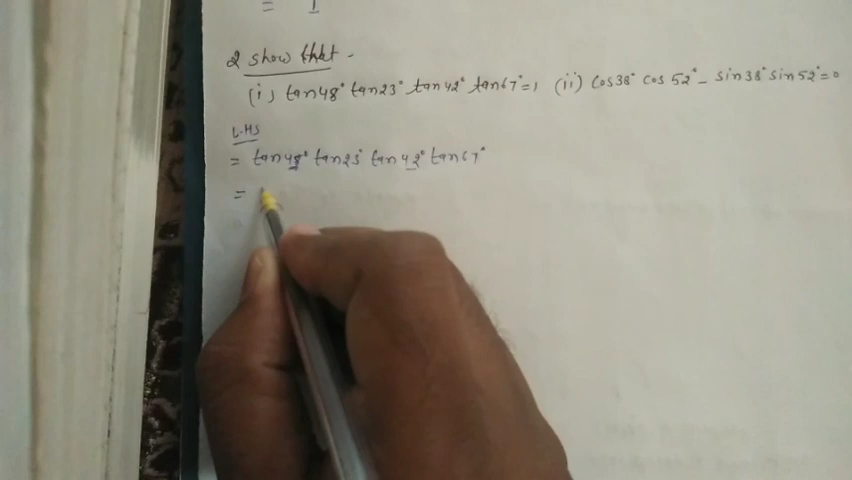 = 1
2 show that -
(i) tan48° tan23° tan42° tan67°=1 (ii) cos38° cos52° - sin38° sin52°=0
L.HS
= tan48° tan23° tan42° tan67°
=